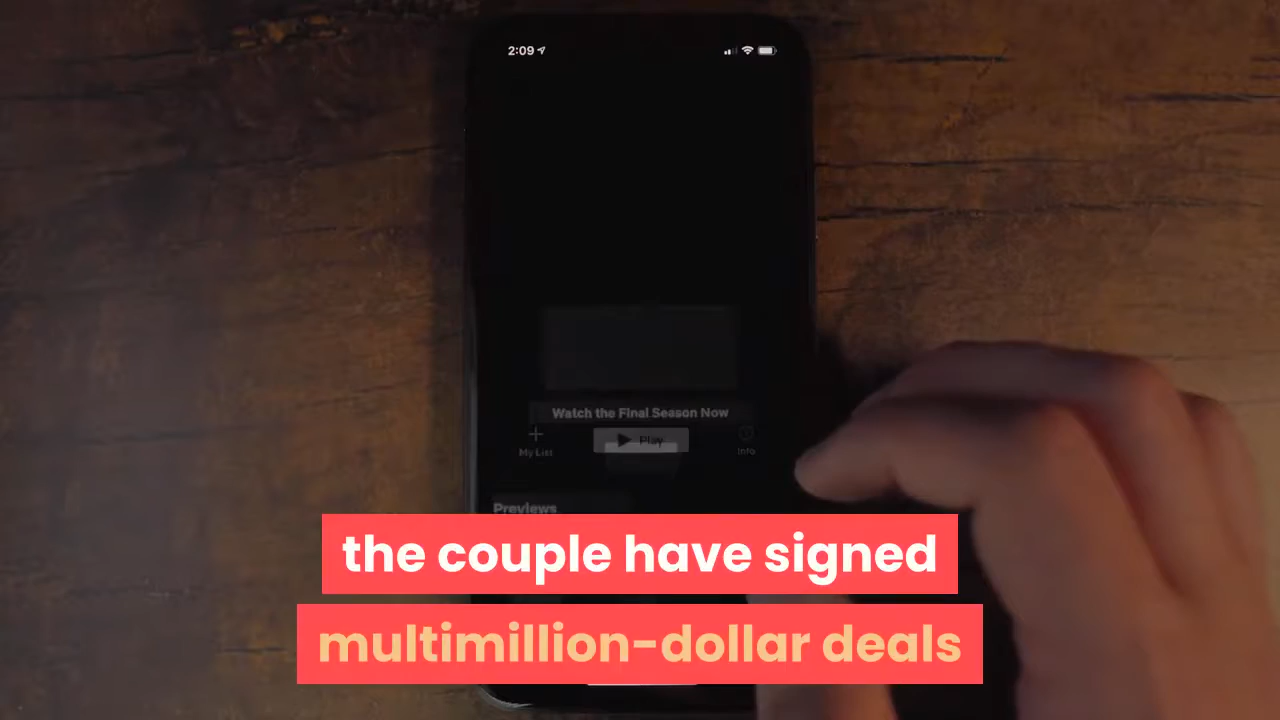 2:09
Watch the Final Season Now
My List
Play
Info
Previews
the couple have signed
multimillion-dollar deals